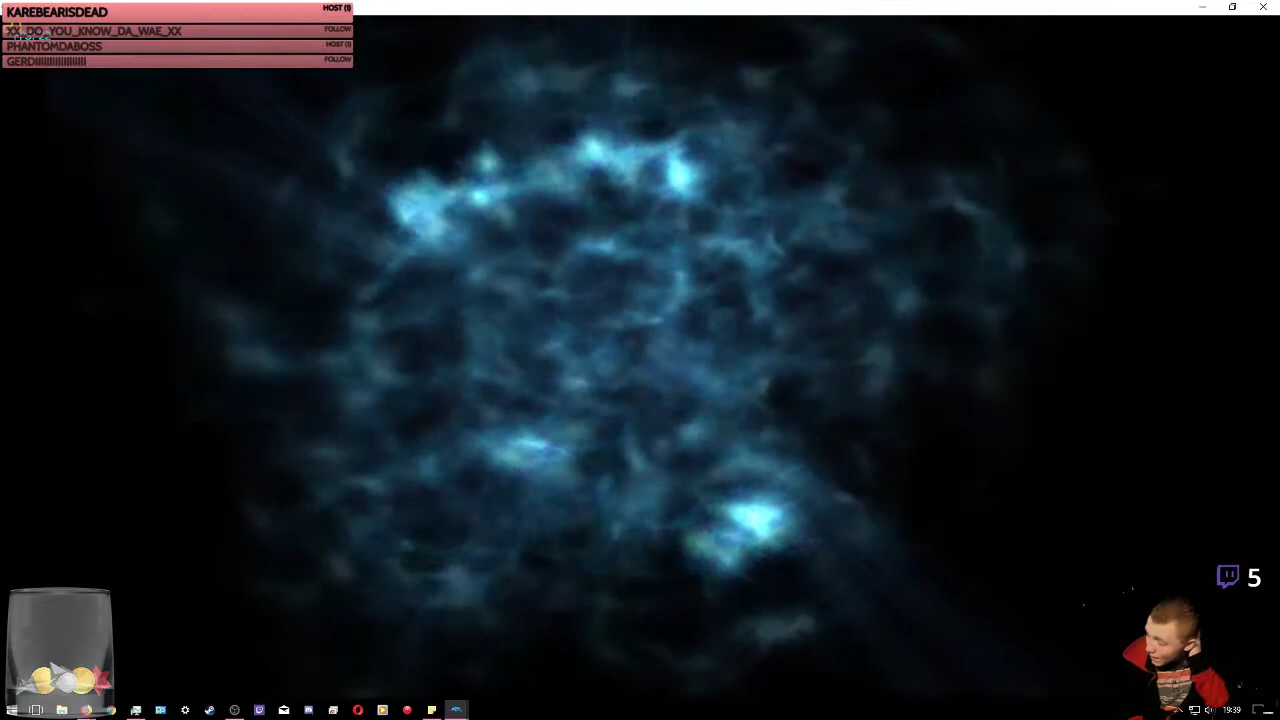 KAREBEARISDEAD HOST (1)
XX_DO_YOU_KNOW_DA_WAE_XX FOLLOW
PHANTOMDABOSS HOST (1)
FOLLOW
5
19:39